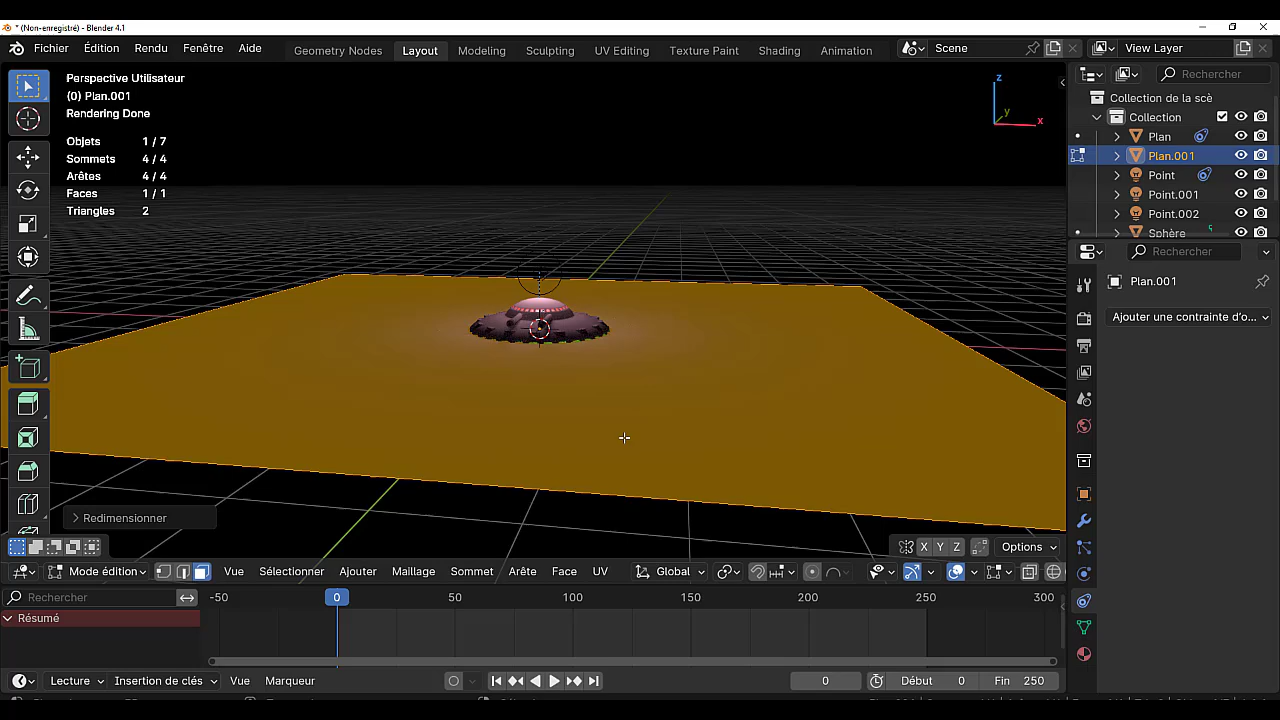 * (Non-enregistré) - Blender 4.1
Fichier Édition Rendu Fenêtre Aide
Geometry Nodes Layout Modeling Sculpting UV Editing Texture Paint Shading Animation
Scene View Layer
Perspective Utilisateur
(0) Plan.001
Rendering Done
Objets 1 / 7
Sommets 4 / 4
Arêtes 4 / 4
Faces 1 / 1
Triangles 2
z
y
x
Rechercher
Collection de la scè
Collection
Plan
Plan.001
Point
Point.001
Point.002
Sphère
Rechercher
Plan.001
Ajouter une contrainte d'o...
Redimensionner
X Y Z Options
Mode édition Vue Sélectionner Ajouter Maillage Sommet Arête Face UV Global
Rechercher
-50 0 50 100 150 200 250 300
Résumé
Lecture Insertion de clés Vue Marqueur 0 Début 0 Fin 250